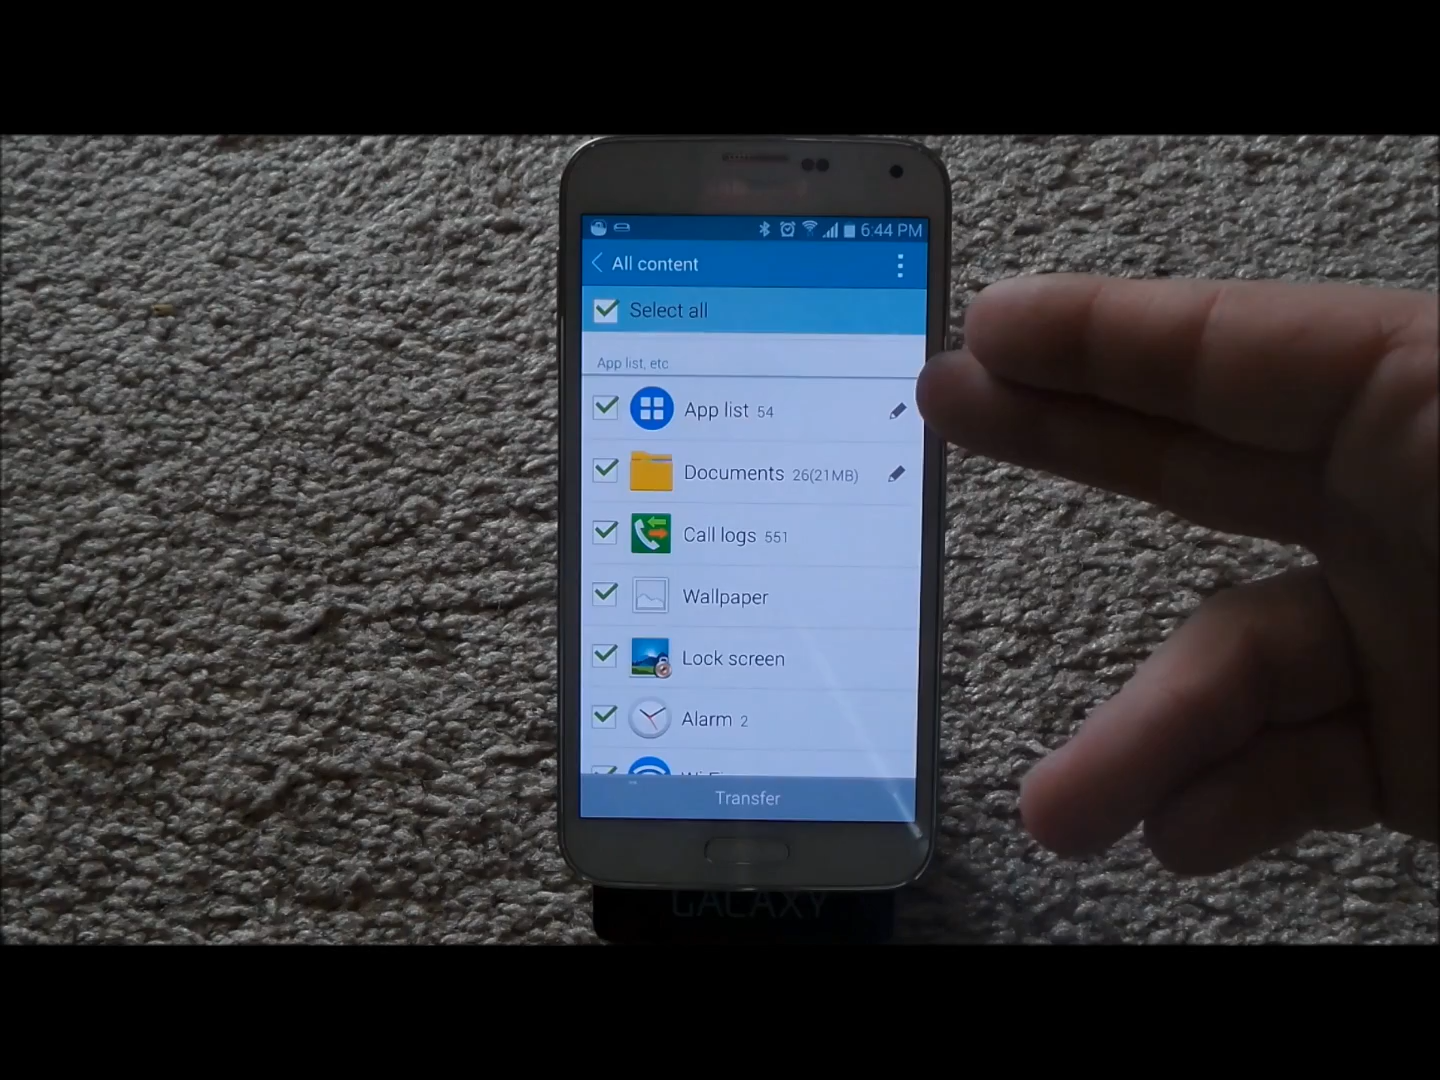 6:44 PM
All content
Select all
App list, etc
App list 54
Documents 26(21MB)
Call logs 551
Wallpaper
Lock screen
Alarm 2
Transfer
GALAXY